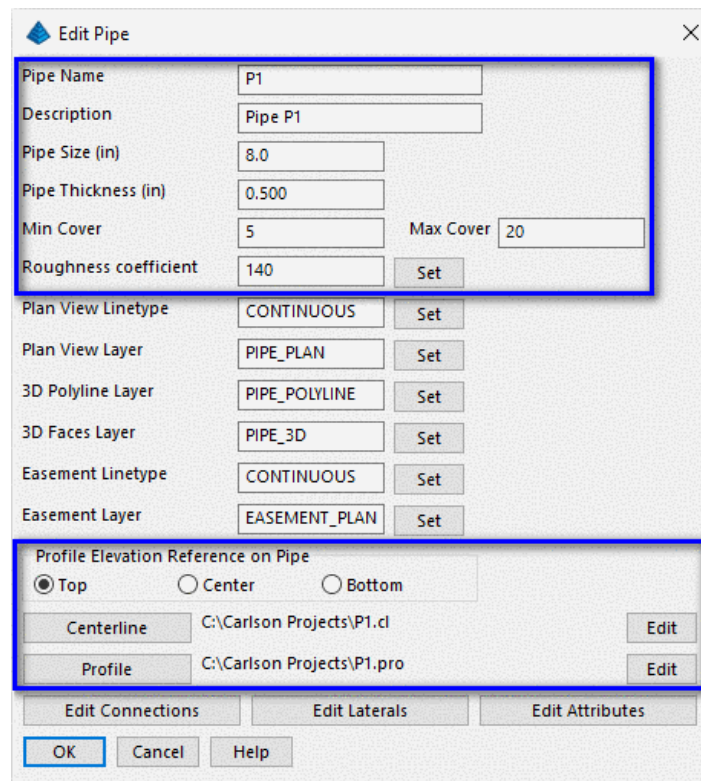 Edit Pipe
Pipe Name P1
Description Pipe P1
Pipe Size (in) 8.0
Pipe Thickness (in) 0.500
Min Cover 5 Max Cover 20
Roughness coefficient 140 Set
Plan View Linetype CONTINUOUS Set
Plan View Layer PIPE_PLAN Set
3D Polyline Layer PIPE_POLYLINE Set
3D Faces Layer PIPE_3D Set
Easement Linetype CONTINUOUS Set
Easement Layer EASEMENT_PLAN Set
Profile Elevation Reference on Pipe
Top Center Bottom
Centerline C:\Carlson Projects\P1.cl Edit
Profile C:\Carlson Projects\P1.pro Edit
Edit Connections Edit Laterals Edit Attributes
OK Cancel Help